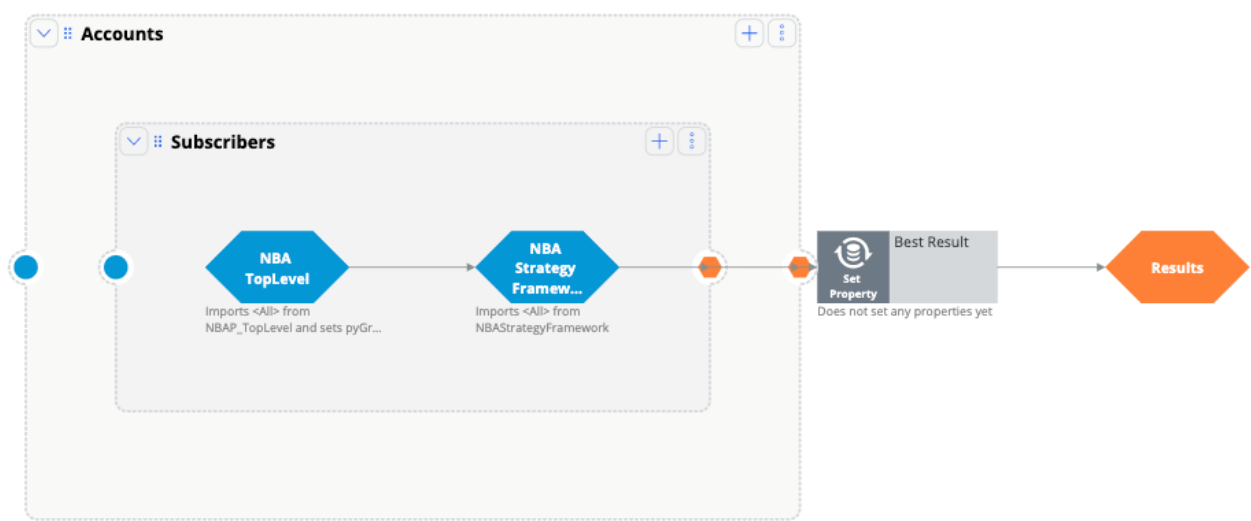 Accounts
Subscribers
NBA
TopLevel
Imports <All> from
NBAP_TopLevel and sets pyGr...
NBA
Strategy
Framew...
Imports <All> from
NBAStrategyFramework
Set
Property
Best Result
Does not set any properties yet
Results